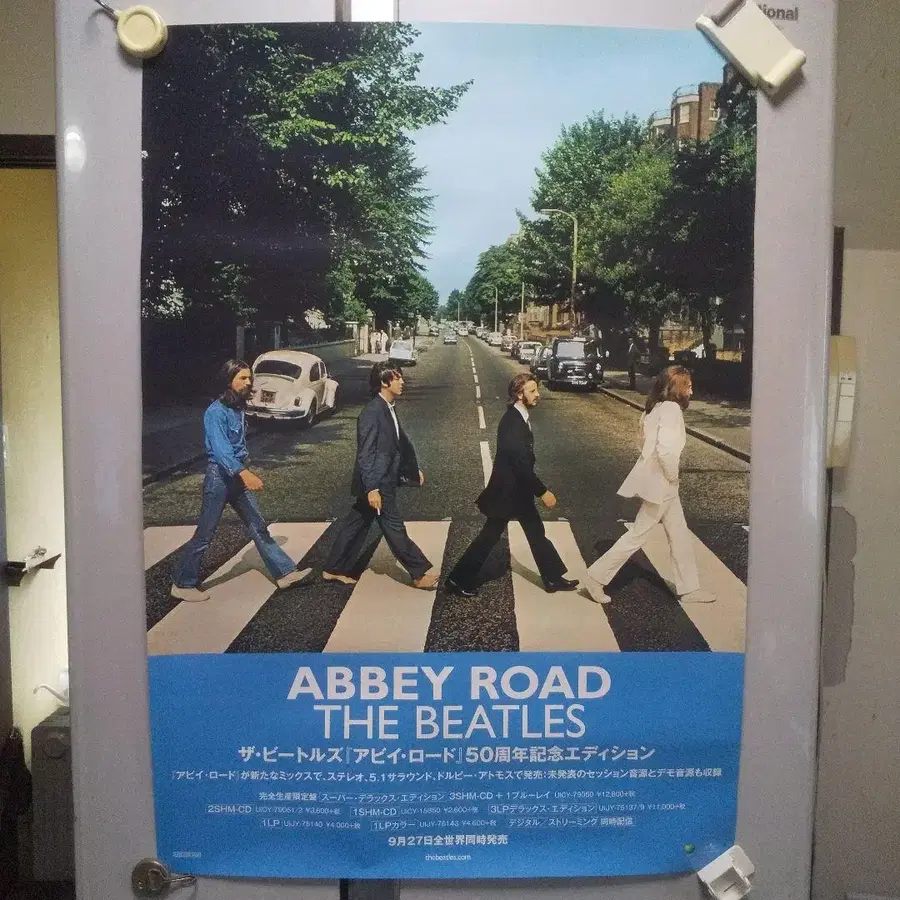 ional
ABBEY ROAD
THE BEATLES
ザ・ビートルズ『アビイ・ロード』50周年記念エディション
『アビイ・ロード』が新たなミックスで、ステレオ、5.1サラウンド、ドルビー・アトモスで発売:未発表のセッション音源とデモ音源も収録
完全生産限定盤 スーパー・デラックス・エディション 3SHM-CD + 1ブルーレイ UICY-79050 ¥12,800+税
2SHM-CD UICY-79051/2 ¥3,600+税 1SHM-CD UICY-15850 ¥2,600+税 3LPデラックス・エディション UIJY-75137/9 ¥11,000+税
1LP UIJY-75140 ¥4,000+税 1LPカラー UIJY-75143 ¥4,600+税 デジタル/ストリーミング 同時配信
9月27日全世界同時発売
thebeatles.com